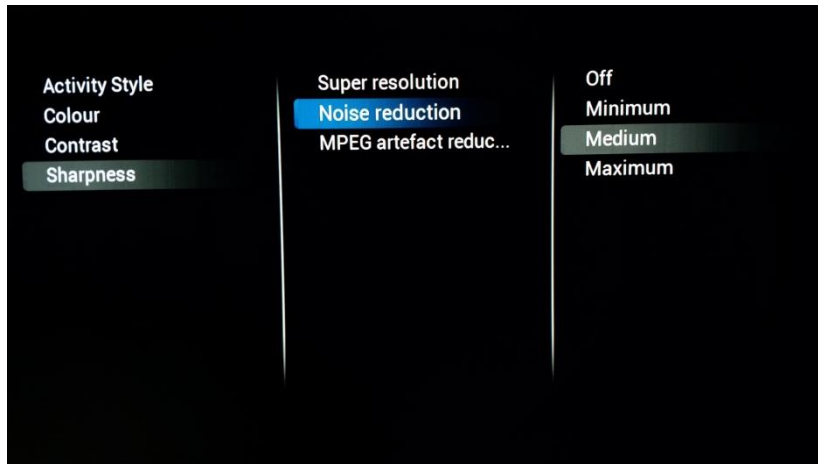 Activity Style
Colour
Contrast
Sharpness
Super resolution
Noise reduction
MPEG artefact reduc...
Off
Minimum
Medium
Maximum